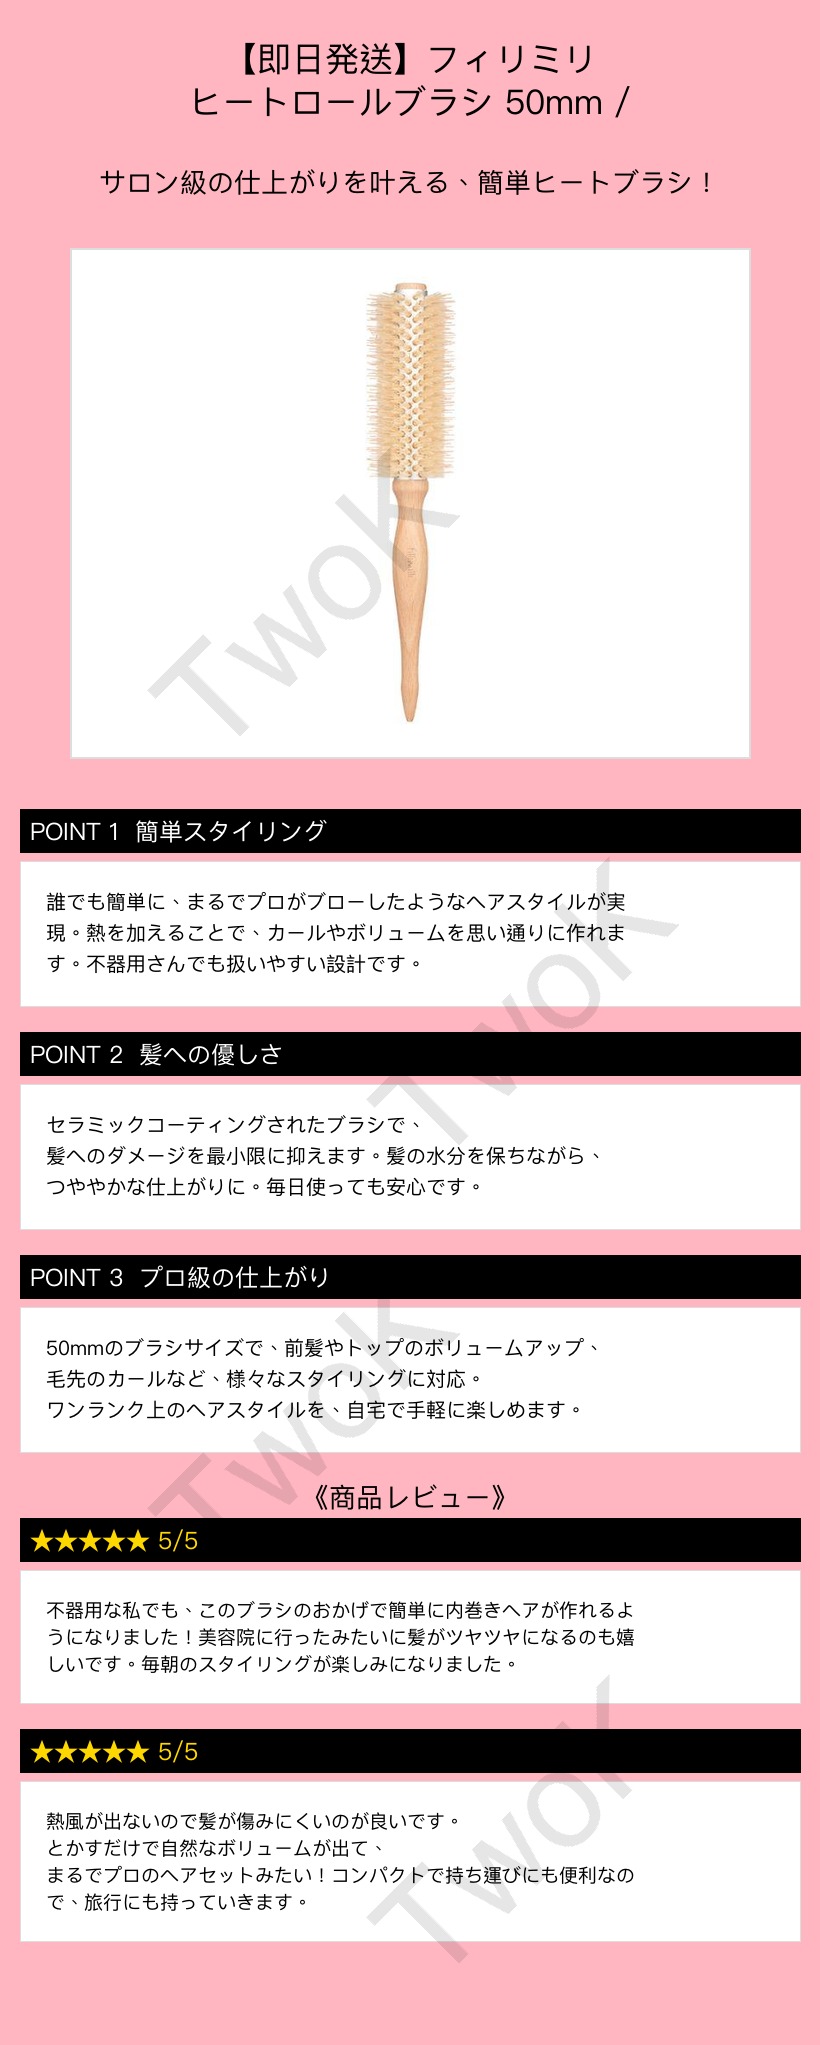 【即日発送】フィリミリ
ヒートロールブラシ 50mm /
サロン級の仕上がりを叶える、簡単ヒートブラシ！
TwoK
POINT 1 簡単スタイリング
誰でも簡単に、まるでプロがブローしたようなヘアスタイルが実
現。熱を加えることで、カールやボリュームを思い通りに作れま
す。不器用さんでも扱いやすい設計です。
TwoK
POINT 2 髪への優しさ
セラミックコーティングされたブラシで、
髪へのダメージを最小限に抑えます。髪の水分を保ちながら、
つややかな仕上がりに。毎日使っても安心です。
POINT 3 プロ級の仕上がり
50mmのブラシサイズで、前髪やトップのボリュームアップ、
毛先のカールなど、様々なスタイリングに対応。
ワンランク上のヘアスタイルを、自宅で手軽に楽しめます。
TwoK
《商品レビュー》
★★★★★ 5/5
不器用な私でも、このブラシのおかげで簡単に内巻きヘアが作れるよ
うになりました！美容院に行ったみたいに髪がツヤツヤになるのも嬉
しいです。毎朝のスタイリングが楽しみになりました。
★★★★★ 5/5
熱風が出ないので髪が傷みにくいのが良いです。
とかすだけで自然なボリュームが出て、
まるでプロのヘアセットみたい！コンパクトで持ち運びにも便利なの
で、旅行にも持っていきます。
TwoK